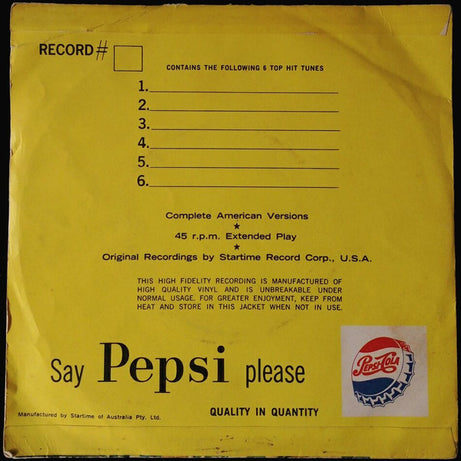 RECORD #
CONTAINS THE FOLLOWING 6 TOP HIT TUNES
1.
2.
3.
4.
5.
6.
Complete American Versions
★
45 r.p.m. Extended Play
★
Original Recordings by Startime Record Corp., U.S.A.
THIS HIGH FIDELITY RECORDING IS MANUFACTURED OF
HIGH QUALITY VINYL AND IS UNBREAKABLE UNDER
NORMAL USAGE. FOR GREATER ENJOYMENT, KEEP FROM
HEAT AND STORE IN THIS JACKET WHEN NOT IN USE.
Say Pepsi please
PEPSI-COLA
Manufactured by Startime of Australia Pty. Ltd.
QUALITY IN QUANTITY